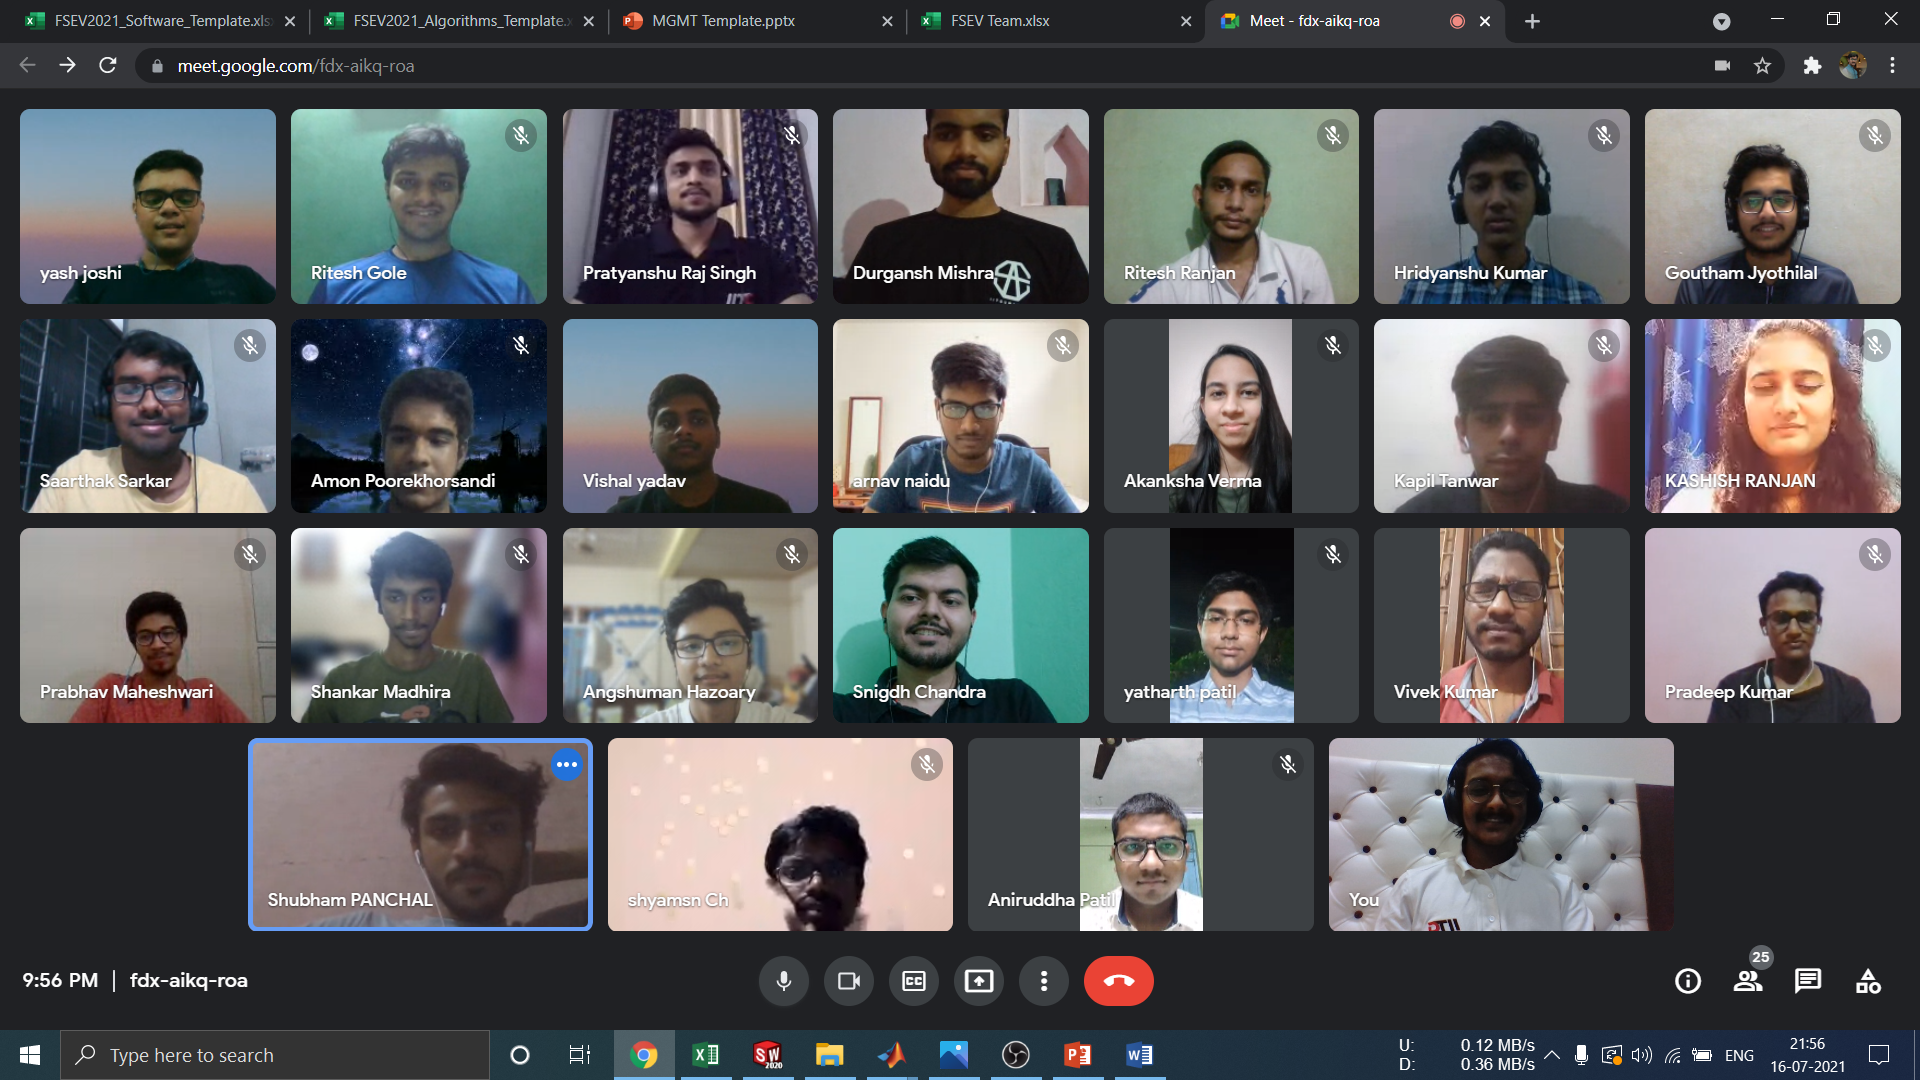 FSEV2021_Software_Template.xls
FSEV2021_Algorithms_Template.x
MGMT Template.pptx
FSEV Team.xlsx
Meet - fdx-aikq-roa
meet.google.com/fdx-aikq-roa
yash joshi
Ritesh Gole
Pratyanshu Raj Singh
Durgansh Mishra
Ritesh Ranjan
Hridyanshu Kumar
Goutham Jyothilal
Saarthak Sarkar
Amon Poorekhorsandi
Vishal yadav
arnav naidu
Akanksha Verma
Kapil Tanwar
KASHISH RANJAN
Prabhav Maheshwari
Shankar Madhira
Angshuman Hazoary
Snigdh Chandra
yatharth patil
Vivek Kumar
Pradeep Kumar
Shubham PANCHAL
shyamsn Ch
Aniruddha Patil
You
9:56 PM | fdx-aikq-roa
CC
25
Type here to search
SW
2020
U: 0.12 MB/s
D: 0.36 MB/s
ENG
21:56
16-07-2021